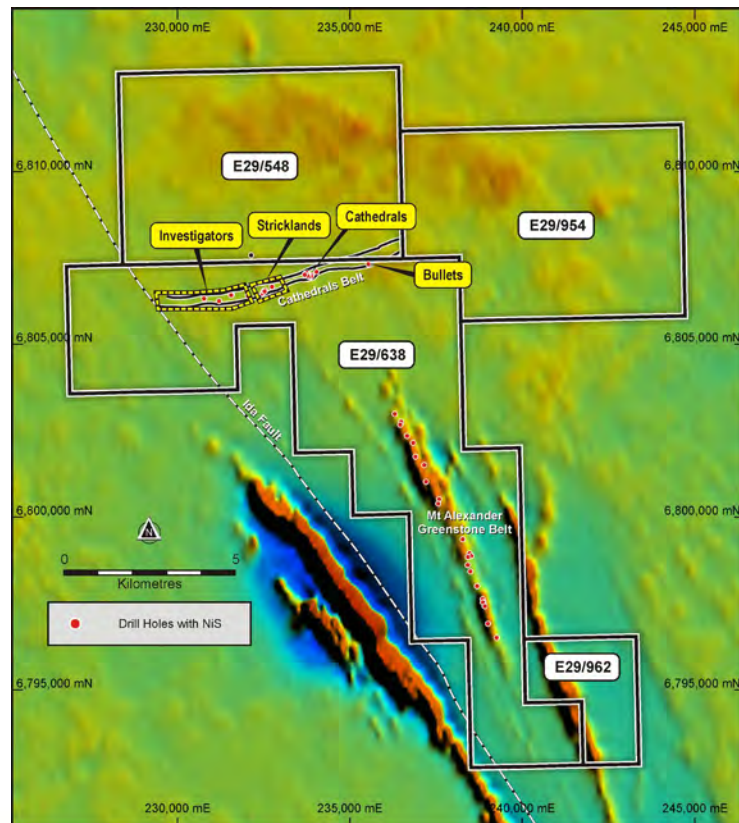 230,000 mE
235,000 mE
240,000 mE
245,000 mE
6,810,000 mN
6,810,000 mN
E29/548
E29/954
Investigators
Stricklands
Cathedrals
Bullets
Cathedrals Belt
6,805,000 mN
6,805,000 mN
E29/638
Ida Fault
6,800,000 mN
6,800,000 mN
Mt Alexander
Greenstone Belt
N
0
5
Kilometres
Drill Holes with NiS
E29/962
6,795,000 mN
6,795,000 mN
230,000 mE
235,000 mE
240,000 mE
245,000 mE